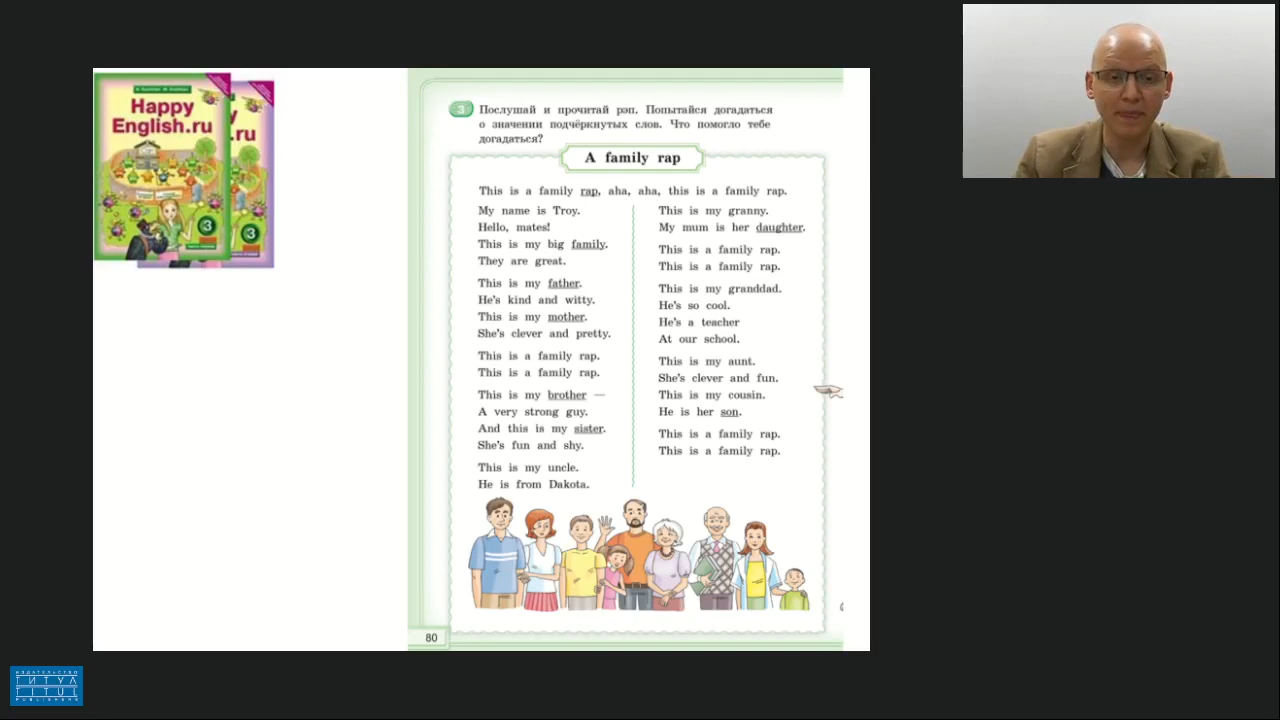 Happy
English.ru
3
3
3 Послушай и прочитай рэп. Попытайся догадаться
о значении подчёркнутых слов. Что помогло тебе
догадаться?
A family rap
This is a family rap, aha, aha, this is a family rap.
My name is Troy.
Hello, mates!
This is my big family.
They are great.
This is my father.
He's kind and witty.
This is my mother.
She's clever and pretty.
This is a family rap.
This is a family rap.
This is my brother —
A very strong guy.
And this is my sister.
She's fun and shy.
This is my uncle.
He is from Dakota.
This is my granny.
My mum is her daughter.
This is a family rap.
This is a family rap.
This is my granddad.
He's so cool.
He's a teacher
At our school.
This is my aunt.
She's clever and fun.
This is my cousin.
He is her son.
This is a family rap.
This is a family rap.
80
ИЗДАТЕЛЬСТВО
ТИТУЛ
TITUL
PUBLISHERS